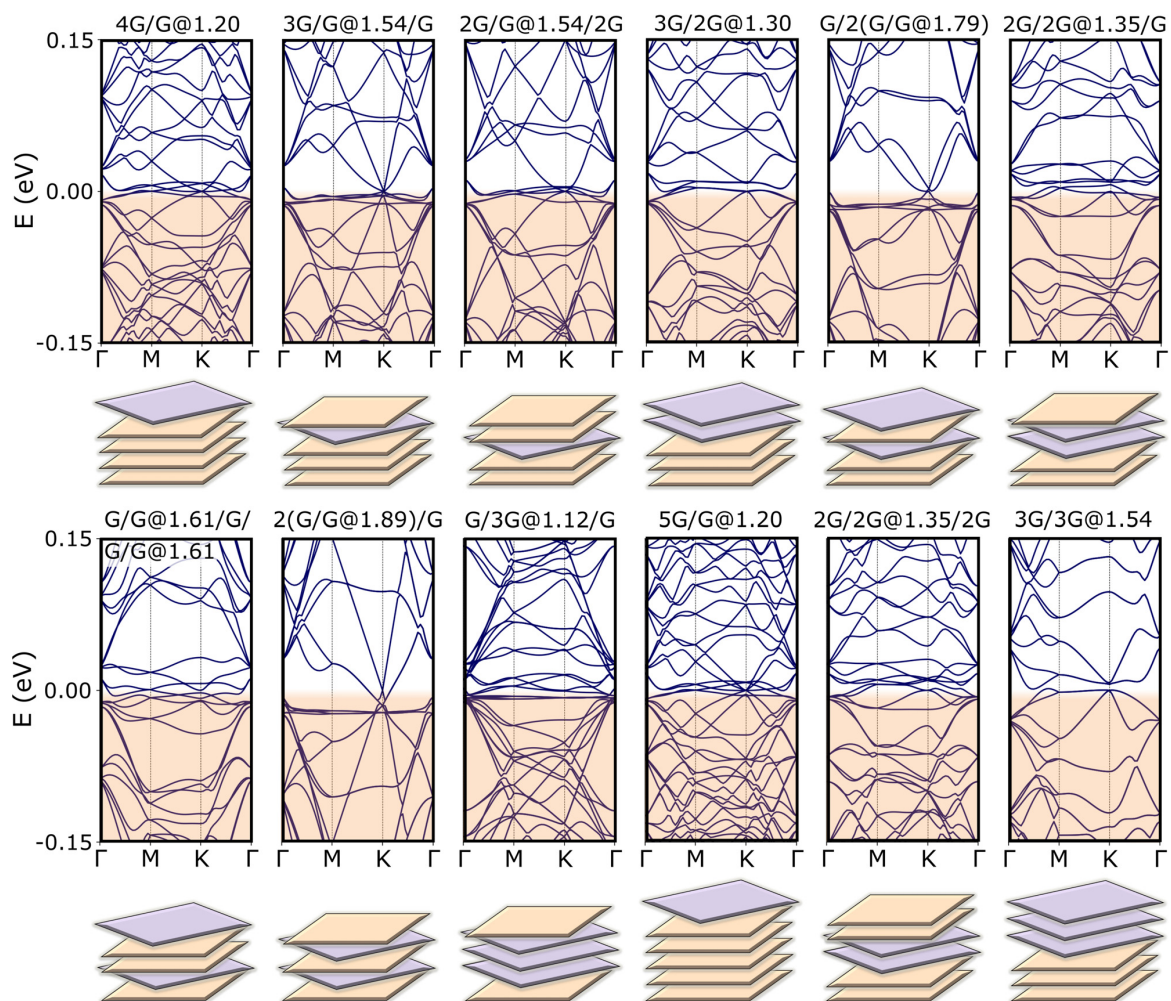 4G/G@1.20 3G/G@1.54/G 2G/G@1.54/2G 3G/2G@1.30 G/2(G/G@1.79) 2G/2G@1.35/G
0.15
E (eV)
0.00
-0.15
Γ M K Γ Γ M K Γ Γ M K Γ Γ M K Γ Γ M K Γ Γ M K Γ
G/G@1.61/G/ 2(G/G@1.89)/G G/3G@1.12/G 5G/G@1.20 2G/2G@1.35/2G 3G/3G@1.54
G/G@1.61
0.15
E (eV)
0.00
-0.15
Γ M K Γ Γ M K Γ Γ M K Γ Γ M K Γ Γ M K Γ Γ M K Γ